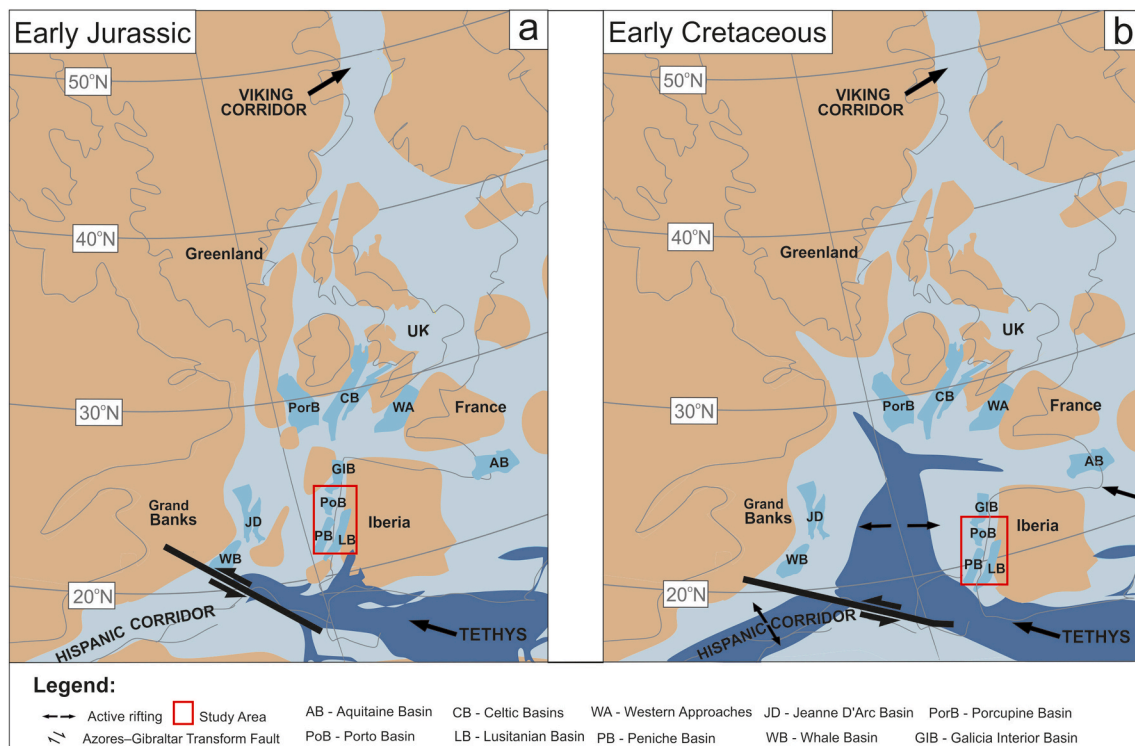 Early Jurassic
a
50°N
VIKING
CORRIDOR
40°N
Greenland
UK
30°N
PorB
CB
WA
France
AB
GIB
Grand
Banks
JD
PoB
Iberia
PB
LB
WB
20°N
HISPANIC CORRIDOR
TETHYS
Early Cretaceous
b
50°N
VIKING
CORRIDOR
40°N
Greenland
UK
30°N
PorB
CB
WA
France
AB
Grand
Banks
JD
GIB
Iberia
PoB
WB
PB
LB
20°N
HISPANIC CORRIDOR
TETHYS
Legend:
Active rifting
Study Area
AB - Aquitaine Basin
CB - Celtic Basins
WA - Western Approaches
JD - Jeanne D'Arc Basin
PorB - Porcupine Basin
Azores–Gibraltar Transform Fault
PoB - Porto Basin
LB - Lusitanian Basin
PB - Peniche Basin
WB - Whale Basin
GIB - Galicia Interior Basin